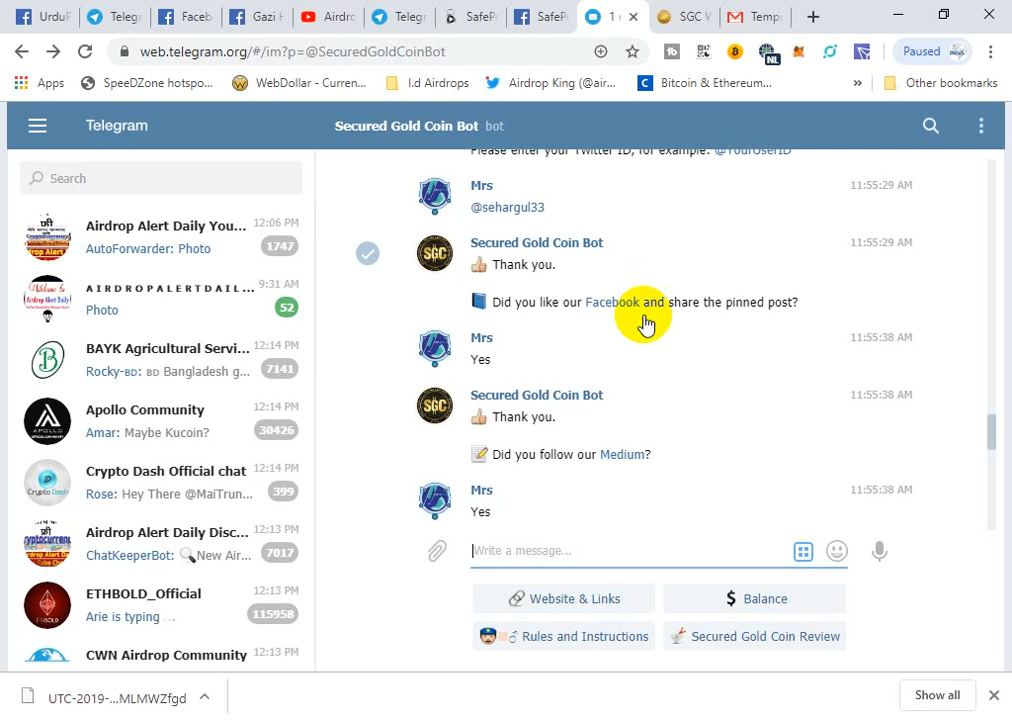 UrduP
Teleg
Faceb
Gazi H
Airdro
Telegr
SafeP
SafePo
1 n
SGC W
Temp
web.telegram.org/#/im?p=@SecuredGoldCoinBot
Paused
Apps
SpeeDZone hotspo...
WebDollar - Curren...
I.d Airdrops
Airdrop King (@air...
Bitcoin & Ethereum...
Other bookmarks
Telegram
Secured Gold Coin Bot bot
Search
Airdrop Alert Daily You... 12:06 PM
AutoForwarder: Photo 1747
A I R D R O P A L E R T D A I L ... 9:31 AM
Photo 52
BAYK Agricultural Servi... 12:14 PM
Rocky-BD: BD Bangladesh g... 7141
Apollo Community 12:14 PM
Amar: Maybe Kucoin? 30426
Crypto Dash Official chat 12:14 PM
Rose: Hey There @MaiTrun... 399
Airdrop Alert Daily Disc... 12:13 PM
ChatKeeperBot: New Air... 7017
ETHBOLD_Official 12:13 PM
Arie is typing ... 115958
CWN Airdrop Community 12:13 PM
Please enter your Twitter ID, for example: @YourUserID
Mrs 11:55:29 AM
@sehargul33
Secured Gold Coin Bot 11:55:29 AM
Thank you.
Did you like our Facebook and share the pinned post?
Mrs 11:55:38 AM
Yes
Secured Gold Coin Bot 11:55:38 AM
Thank you.
Did you follow our Medium?
Mrs 11:55:38 AM
Yes
Write a message...
Website & Links
$ Balance
Rules and Instructions
Secured Gold Coin Review
UTC-2019-...MLMWZfgd
Show all